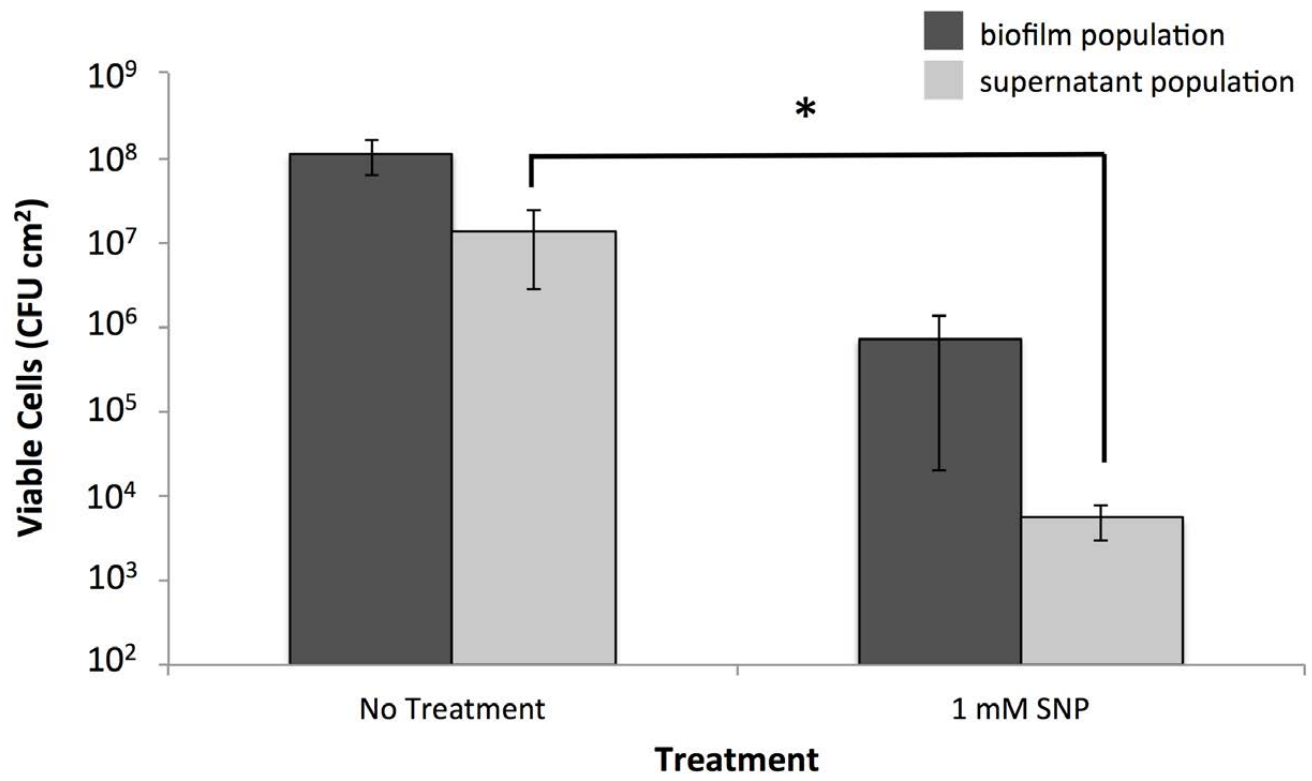 biofilm population
supernatant population
*
10⁹
10⁸
10⁷
10⁶
10⁵
10⁴
10³
10²
Viable Cells (CFU cm²)
No Treatment
1 mM SNP
Treatment